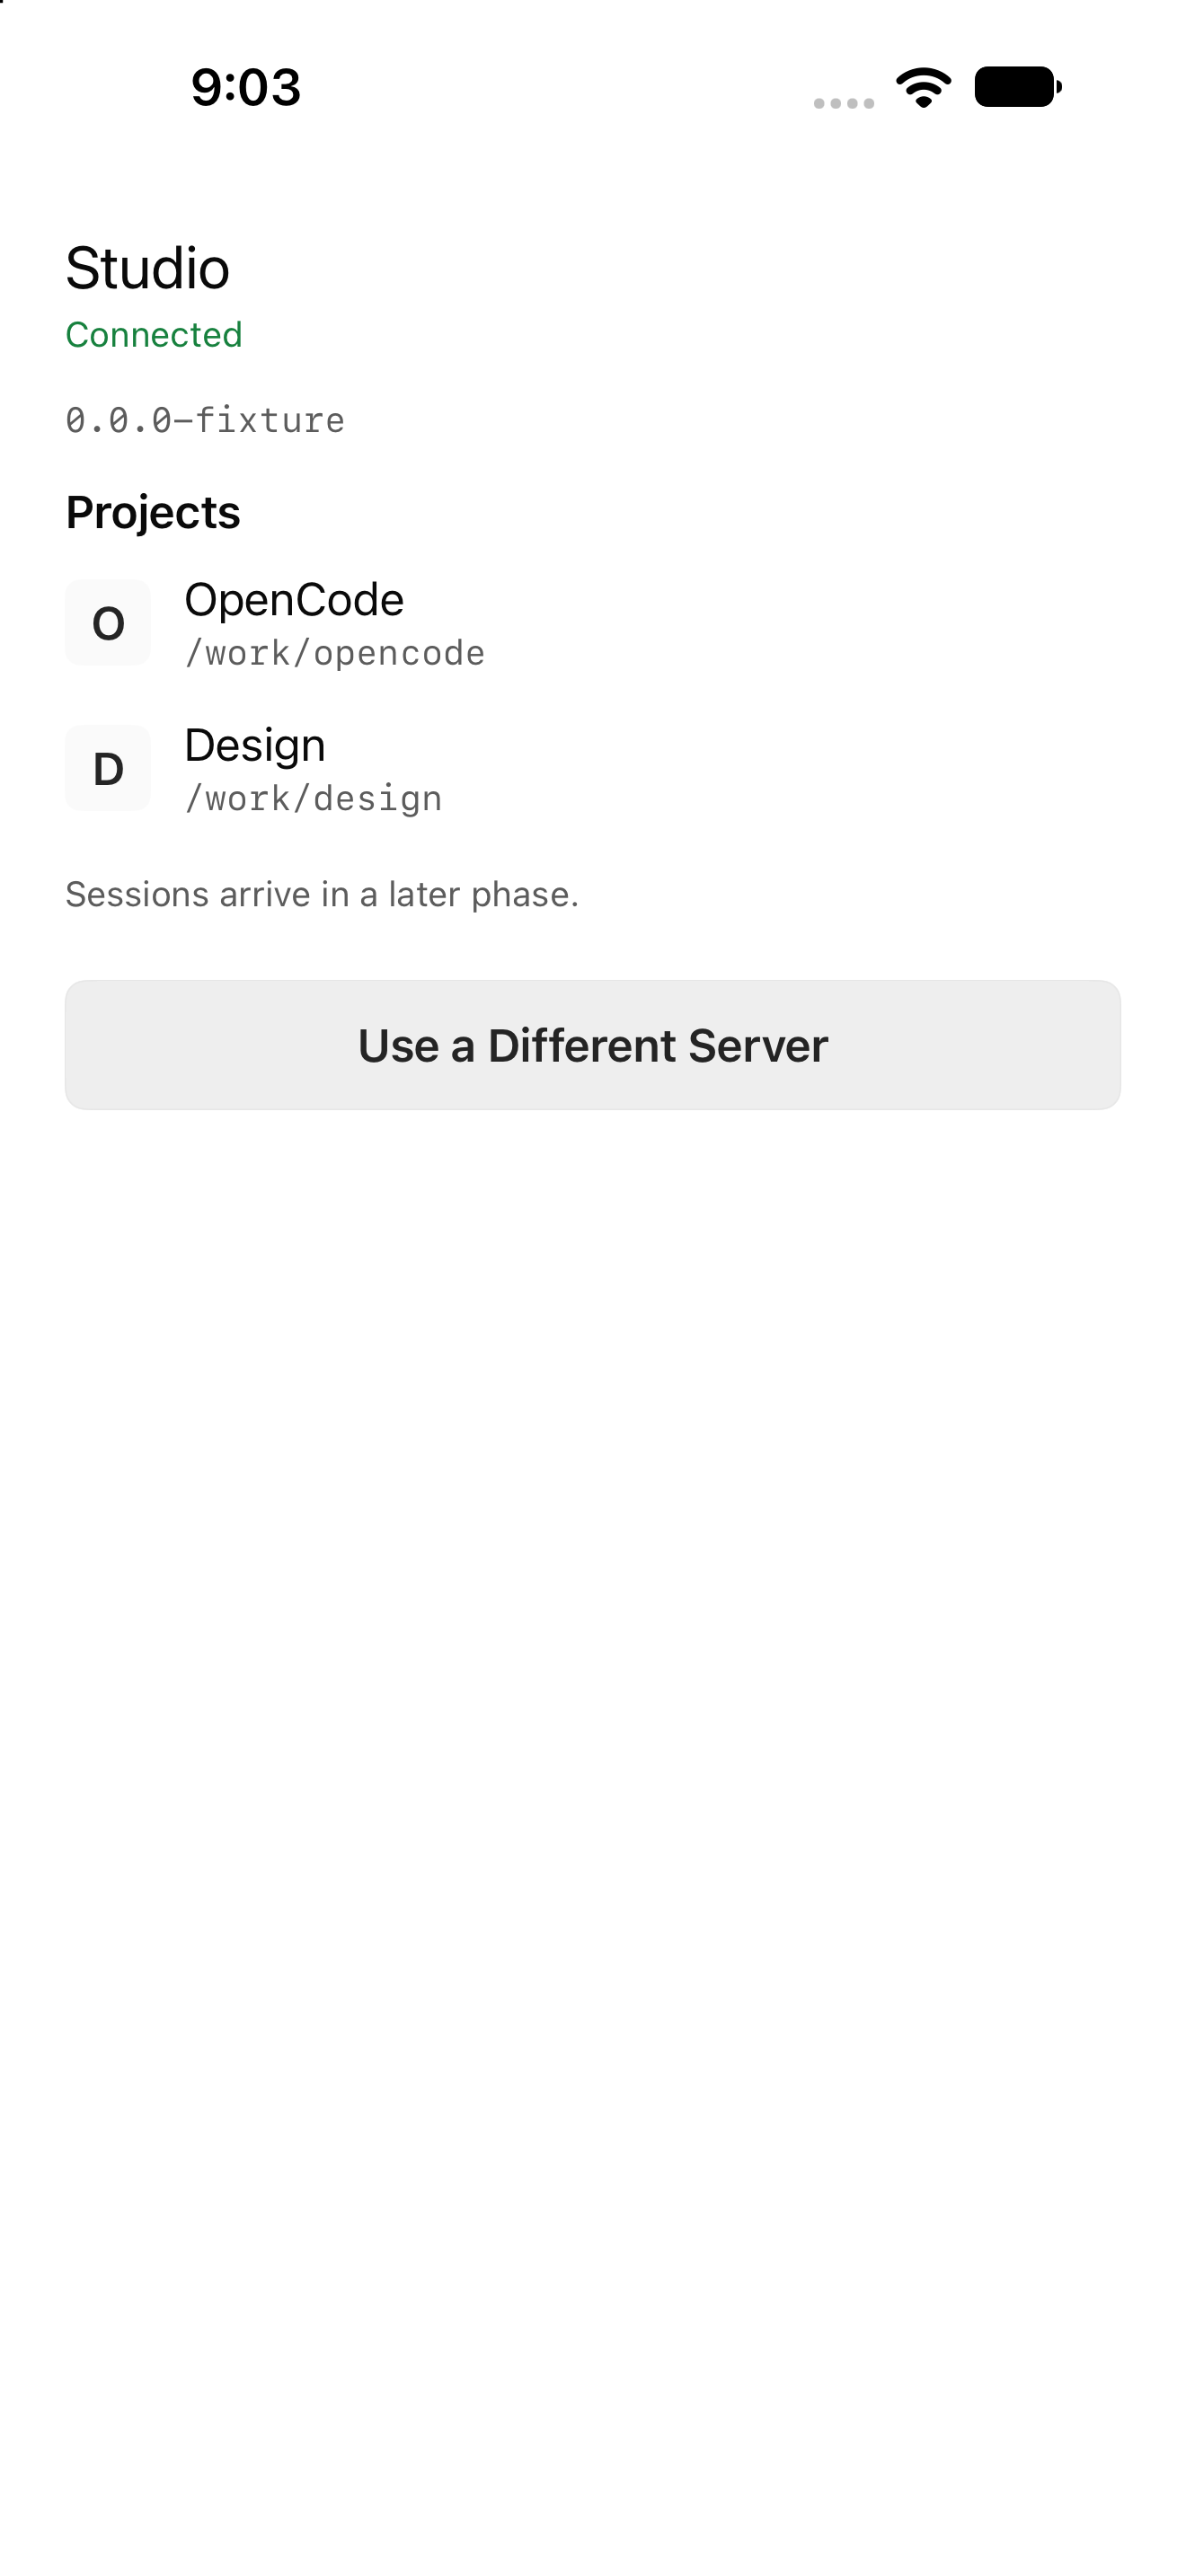 9:03
Studio
Connected
0.0.0-fixture
Projects
O
OpenCode
/work/opencode
D
Design
/work/design
Sessions arrive in a later phase.
Use a Different Server